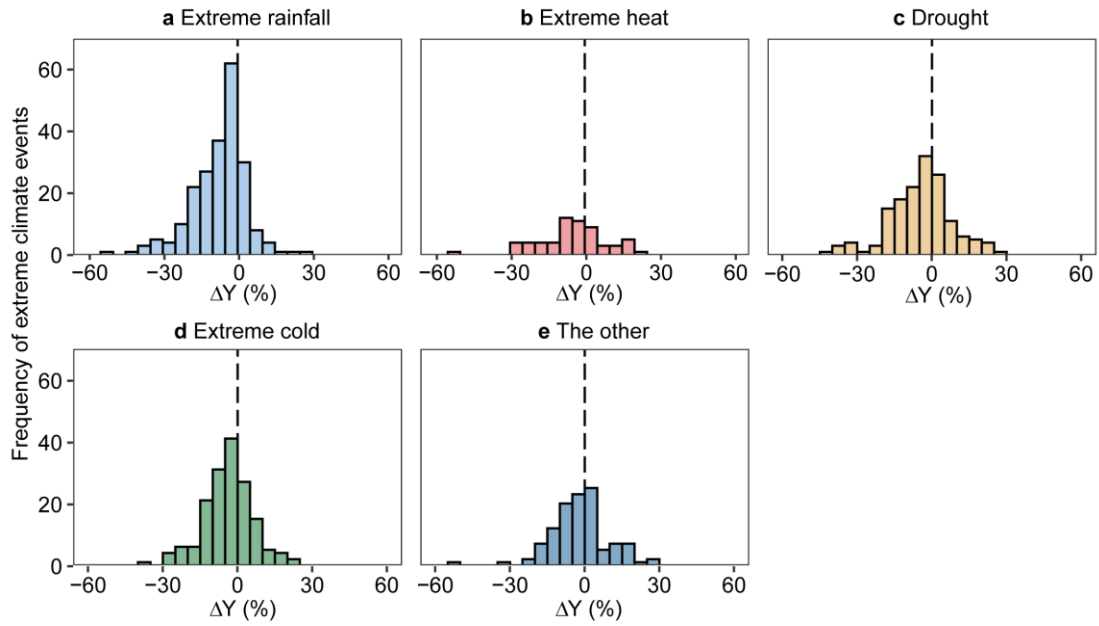 a Extreme rainfall
b Extreme heat
c Drought
Frequency of extreme climate events
60
40
20
0
−60 −30 0 30 60
ΔY (%)
−60 −30 0 30 60
ΔY (%)
−60 −30 0 30 60
ΔY (%)
d Extreme cold
e The other
60
40
20
0
−60 −30 0 30 60
ΔY (%)
−60 −30 0 30 60
ΔY (%)